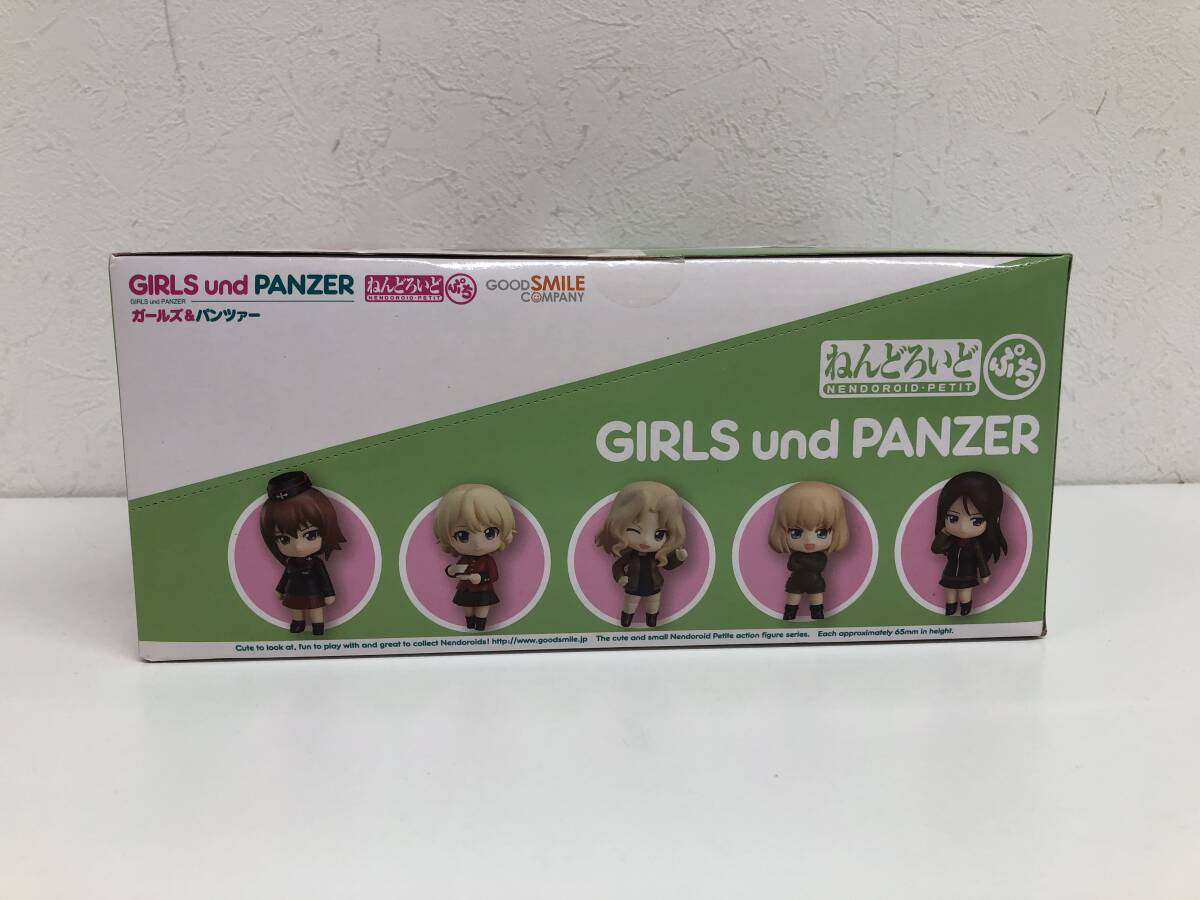 GIRLS und PANZER
GIRLS und PANZER
ガールズ&パンツァー
ねんどろいど
NENDOROID・PETIT
ぷち
GOOD SMILE
COMPANY
ねんどろいど
NENDOROID・PETIT
ぷち
GIRLS und PANZER
Cute to look at, fun to play with and great to collect Nendoroids! http://www.goodsmile.jp The cute and small Nendoroid Petite action figure series. Each approximately 65mm in height.